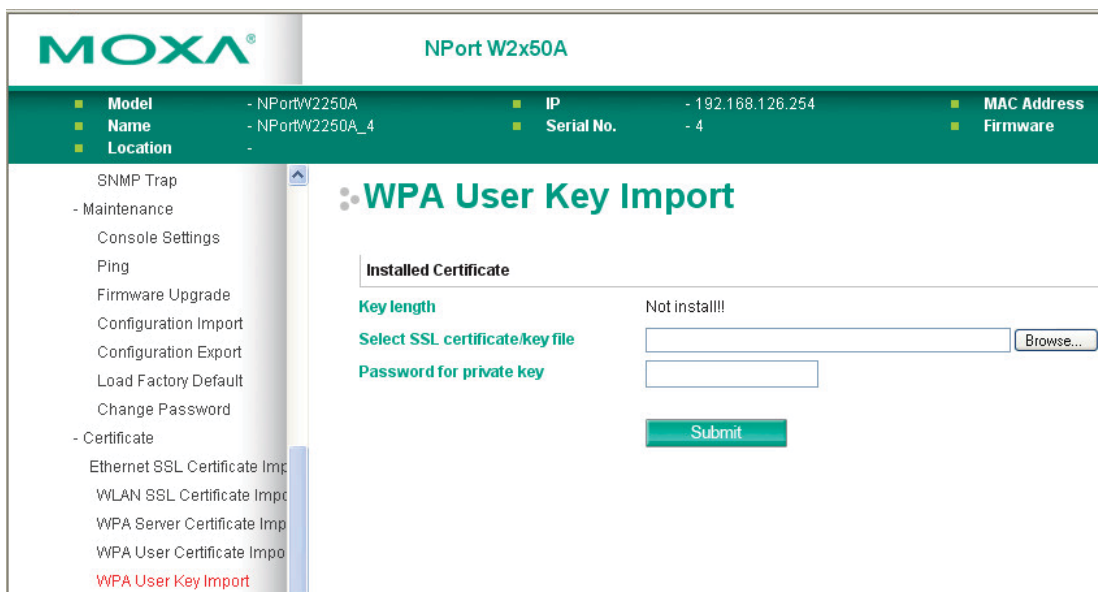 MOXA®
NPort W2x50A
Model - NPortW2250A IP - 192.168.126.254 MAC Address
Name - NPortW2250A_4 Serial No. - 4 Firmware
Location -
SNMP Trap
- Maintenance
Console Settings
Ping
Firmware Upgrade
Configuration Import
Configuration Export
Load Factory Default
Change Password
- Certificate
Ethernet SSL Certificate Imp
WLAN SSL Certificate Impo
WPA Server Certificate Imp
WPA User Certificate Impo
WPA User Key Import
WPA User Key Import
Installed Certificate
Key length Not install!!
Select SSL certificate/key file Browse...
Password for private key
Submit